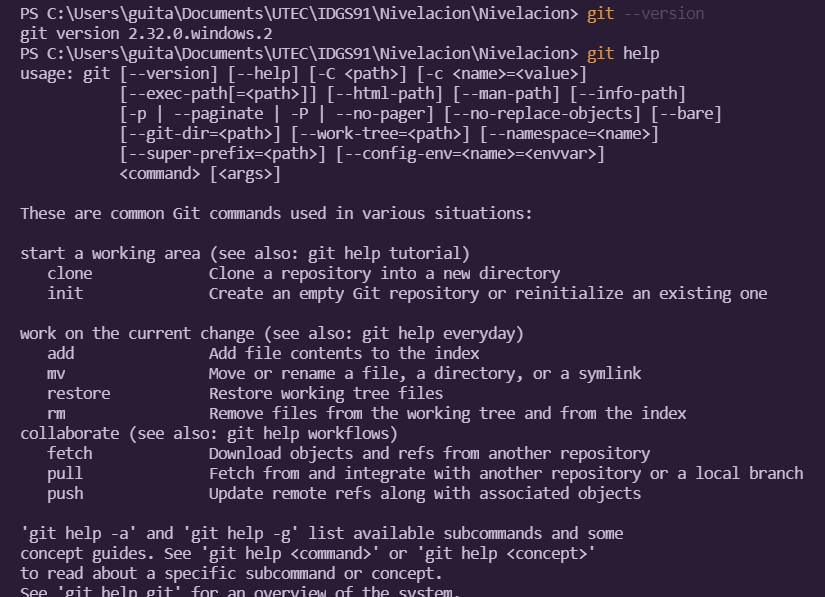 PS C:\Users\guita\Documents\UTEC\IDGS91\Nivelacion\Nivelacion> git --version
git version 2.32.0.windows.2
PS C:\Users\guita\Documents\UTEC\IDGS91\Nivelacion\Nivelacion> git help
usage: git [--version] [--help] [-C <path>] [-c <name>=<value>]
[--exec-path[=<path>]] [--html-path] [--man-path] [--info-path]
[-p | --paginate | -P | --no-pager] [--no-replace-objects] [--bare]
[--git-dir=<path>] [--work-tree=<path>] [--namespace=<name>]
[--super-prefix=<path>] [--config-env=<name>=<envvar>]
<command> [<args>]
These are common Git commands used in various situations:
start a working area (see also: git help tutorial)
clone Clone a repository into a new directory
init Create an empty Git repository or reinitialize an existing one
work on the current change (see also: git help everyday)
add Add file contents to the index
mv Move or rename a file, a directory, or a symlink
restore Restore working tree files
rm Remove files from the working tree and from the index
collaborate (see also: git help workflows)
fetch Download objects and refs from another repository
pull Fetch from and integrate with another repository or a local branch
push Update remote refs along with associated objects
'git help -a' and 'git help -g' list available subcommands and some
concept guides. See 'git help <command>' or 'git help <concept>'
to read about a specific subcommand or concept.
See 'git help git' for an overview of the system.